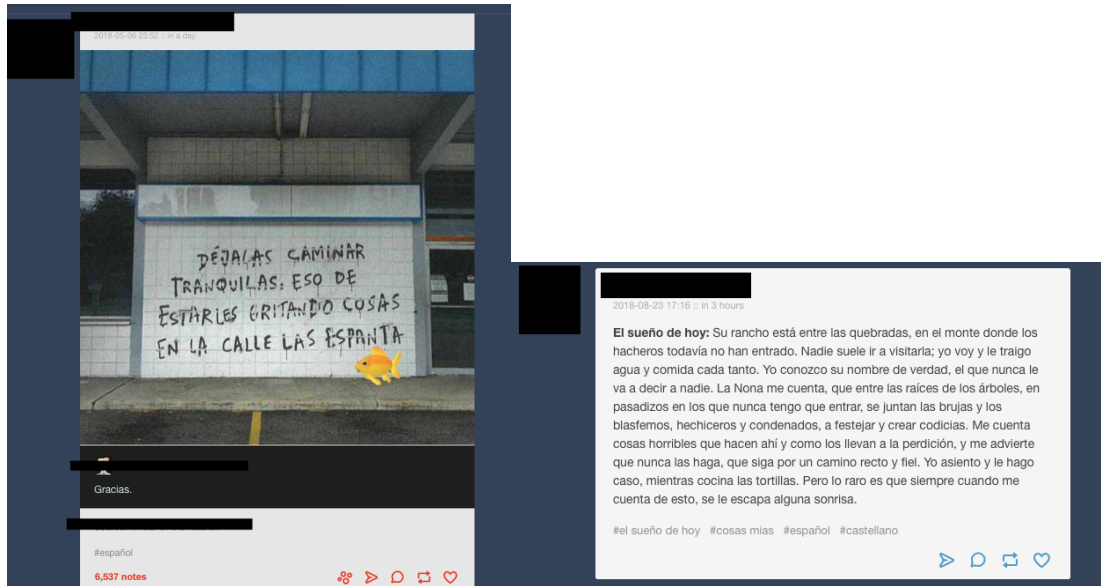 2018-05-06 23:52 :: in a day
DÉJALAS CAMINAR
TRANQUILAS. ESO DE
ESTARLES GRITANDO COSAS
EN LA CALLE LAS ESPANTA
Gracias.
#español
6,537 notes
2018-08-23 17:16 :: in 3 hours
El sueño de hoy: Su rancho está entre las quebradas, en el monte donde los
hacheros todavía no han entrado. Nadie suele ir a visitarla; yo voy y le traigo
agua y comida cada tanto. Yo conozco su nombre de verdad, el que nunca le
va a decir a nadie. La Nona me cuenta, que entre las raíces de los árboles, en
pasadizos en los que nunca tengo que entrar, se juntan las brujas y los
blasfemos, hechiceros y condenados, a festejar y crear codicias. Me cuenta
cosas horribles que hacen ahí y como los llevan a la perdición, y me advierte
que nunca las haga, que siga por un camino recto y fiel. Yo asiento y le hago
caso, mientras cocina las tortillas. Pero lo raro es que siempre cuando me
cuenta de esto, se le escapa alguna sonrisa.
#el sueño de hoy #cosas mias #español #castellano